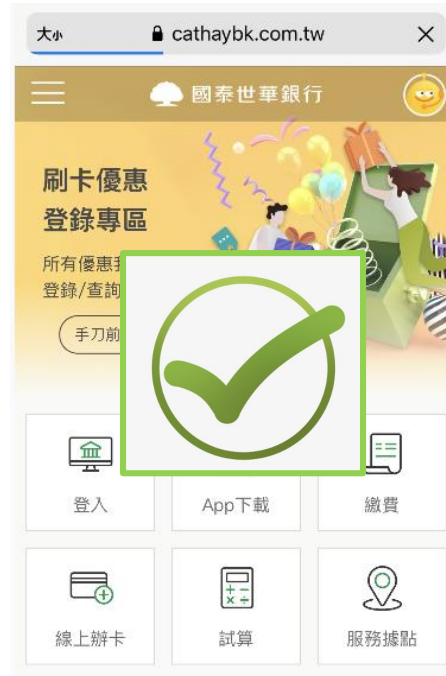 大小 cathaybk.com.tw
國泰世華銀行
刷卡優惠
登錄專區
所有優惠
登錄/查詢
手刀前
登入
App下載
繳費
線上辦卡
試算
服務據點